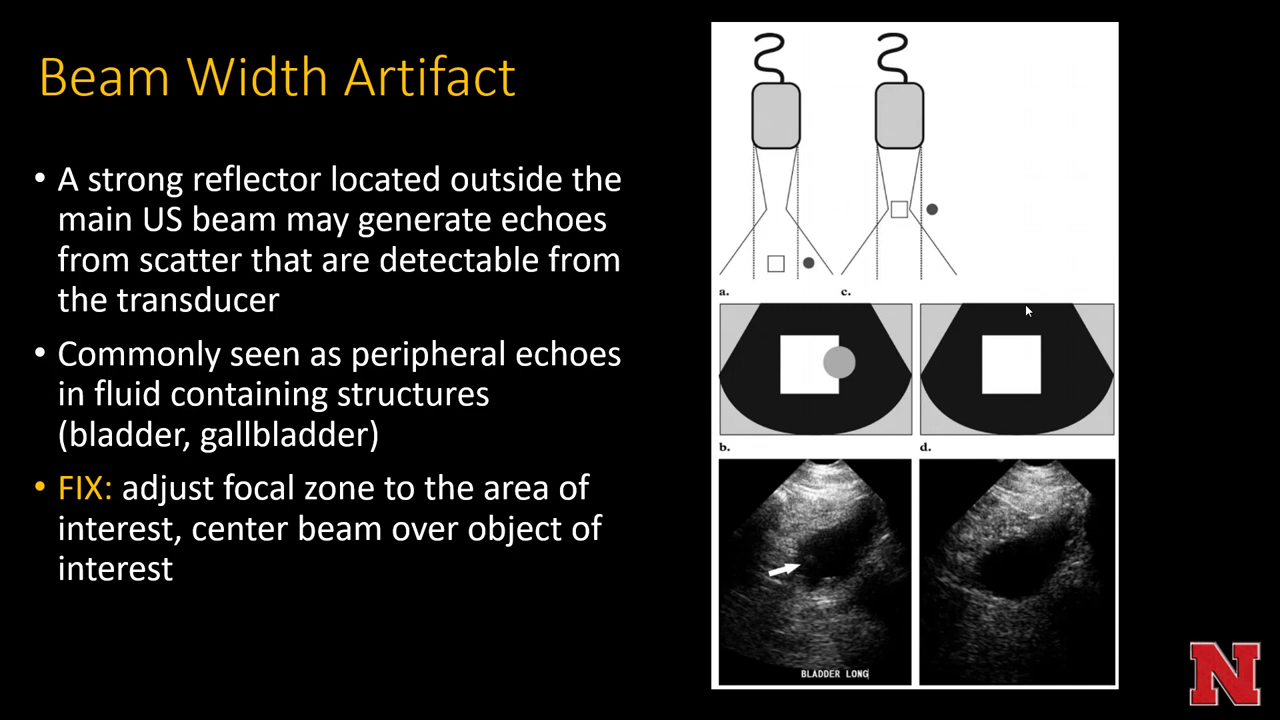 Beam Width Artifact
• A strong reflector located outside the
main US beam may generate echoes
from scatter that are detectable from
the transducer
• Commonly seen as peripheral echoes
in fluid containing structures
(bladder, gallbladder)
• FIX: adjust focal zone to the area of
interest, center beam over object of
interest
a.
c.
b.
d.
BLADDER LONG
N